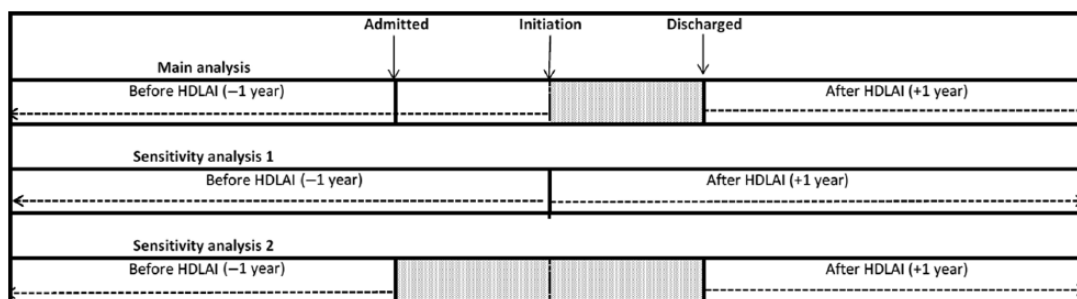 Admitted Initiation Discharged
Main analysis
Before HDLAI (−1 year) After HDLAI (+1 year)
Sensitivity analysis 1
Before HDLAI (−1 year) After HDLAI (+1 year)
Sensitivity analysis 2
Before HDLAI (−1 year) After HDLAI (+1 year)